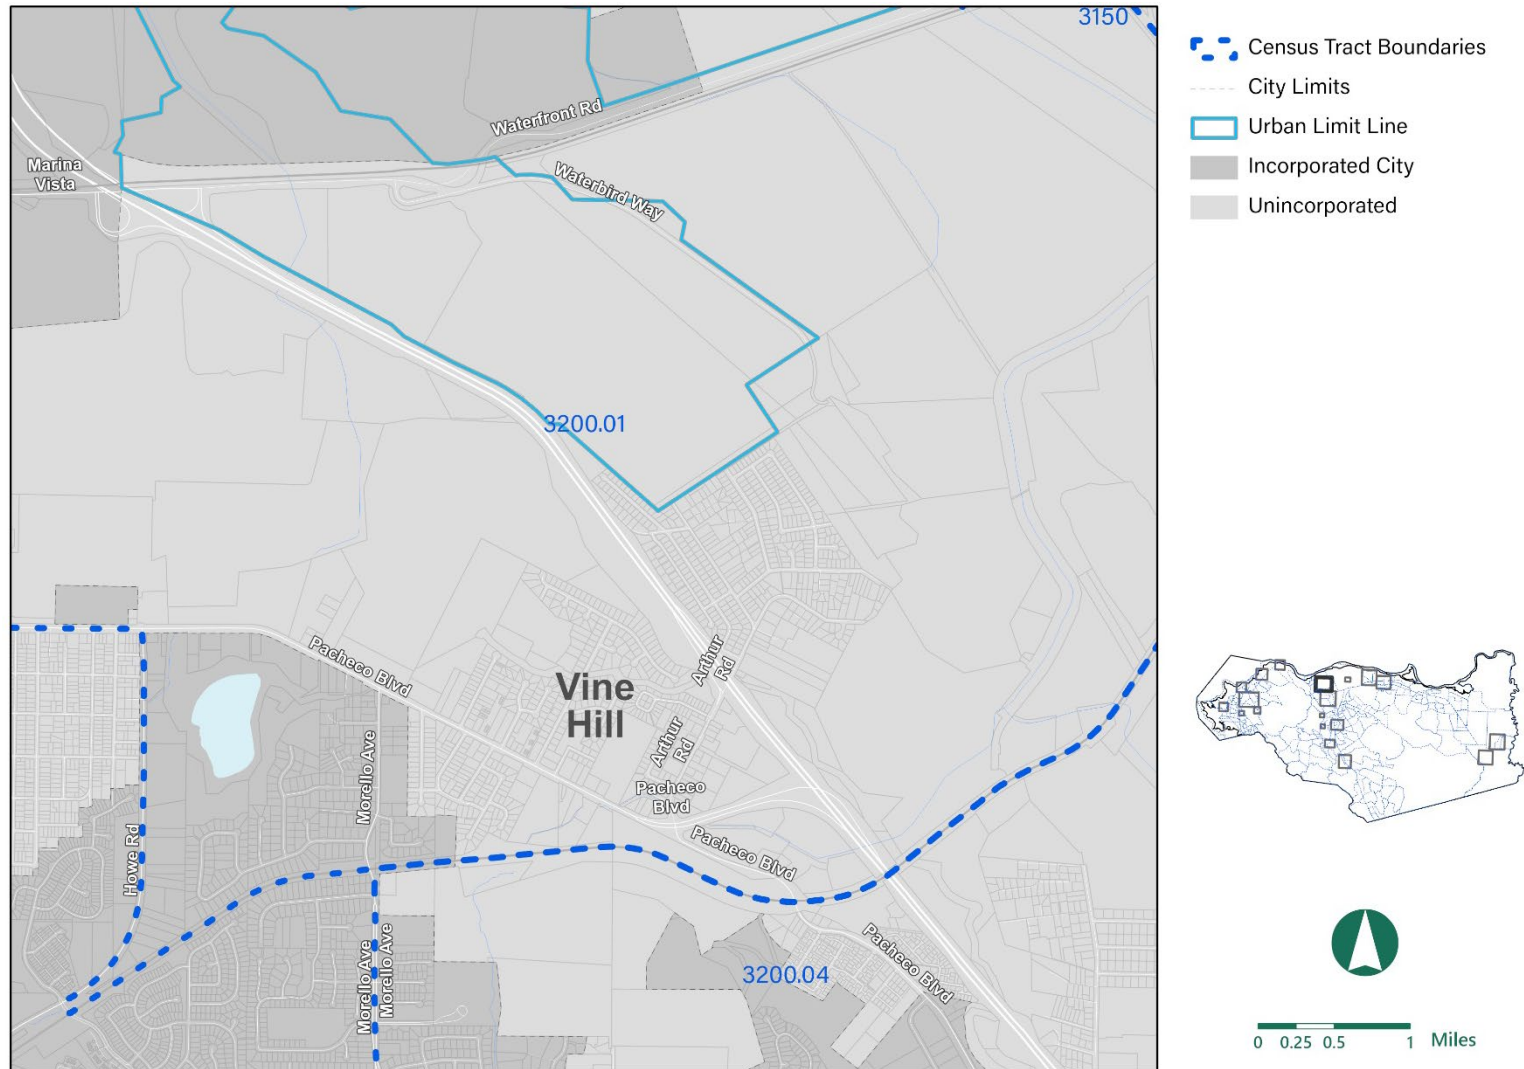 3150
Waterfront Rd
Marina
Vista
Waterbird Way
3200.01
Pacheco Blvd
Arthur
Rd
Vine
Hill
Arthur
Rd
Morello Ave
Pacheco
Blvd
Howe Rd
Pacheco Blvd
Morello Ave
Morello Ave
Pacheco Blvd
3200.04
Census Tract Boundaries
City Limits
Urban Limit Line
Incorporated City
Unincorporated
0 0.25 0.5 1 Miles